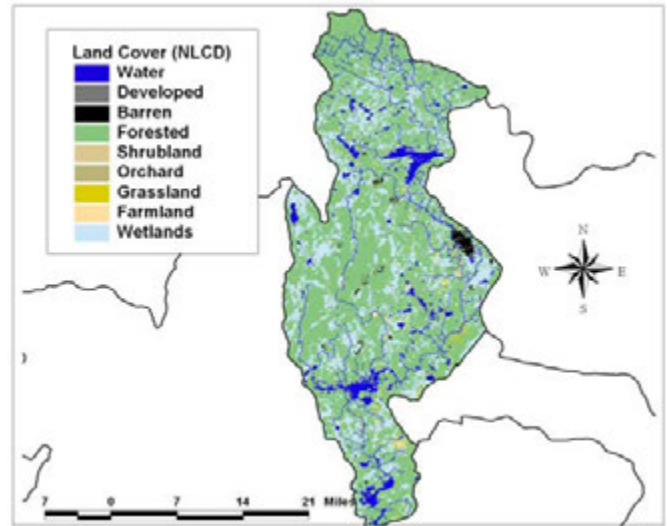 Land Cover (NLCD)
Water
Developed
Barren
Forested
Shrubland
Orchard
Grassland
Farmland
Wetlands
N
W E
S
7 0 7 14 21 Miles